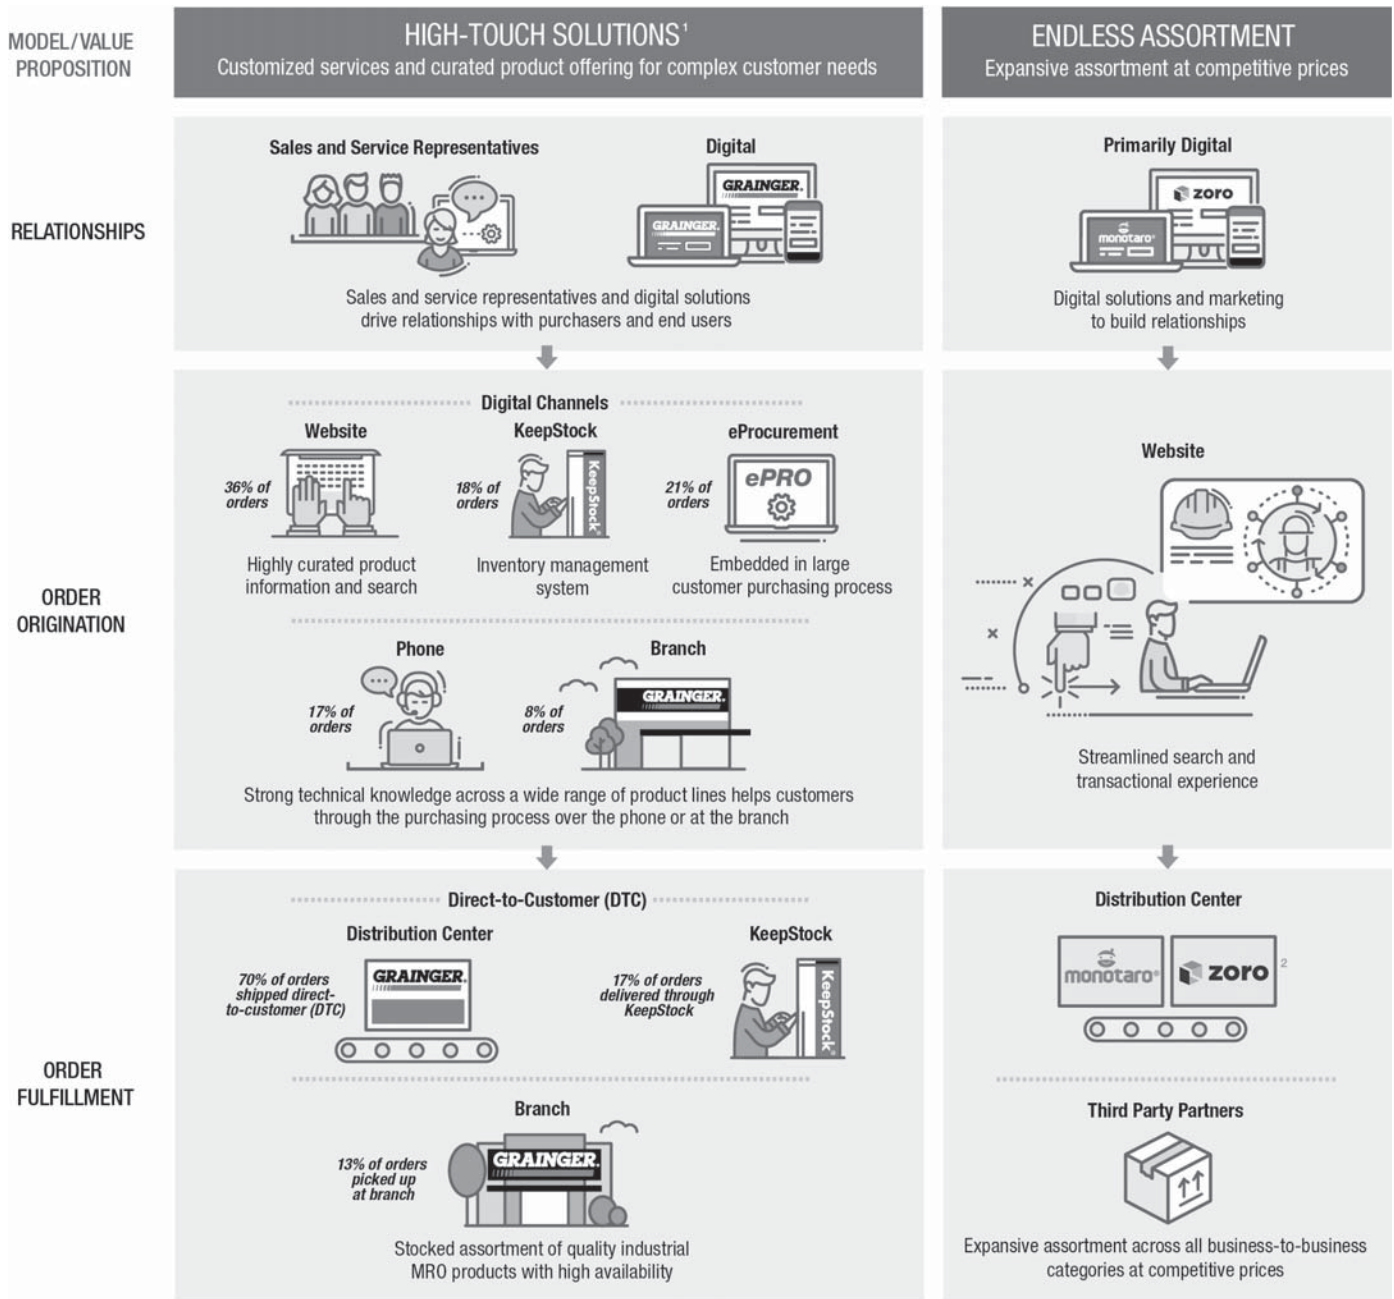 MODEL/VALUE
PROPOSITION
HIGH-TOUCH SOLUTIONS¹
Customized services and curated product offering for complex customer needs
ENDLESS ASSORTMENT
Expansive assortment at competitive prices
RELATIONSHIPS
Sales and Service Representatives
Digital
GRAINGER.
GRAINGER.
Sales and service representatives and digital solutions
drive relationships with purchasers and end users
Primarily Digital
zoro
monotaro
Digital solutions and marketing
to build relationships
ORDER
ORIGINATION
Digital Channels
Website
36% of
orders
Highly curated product
information and search
KeepStock
18% of
orders
KeepStock
Inventory management
system
eProcurement
21% of
orders
ePRO
Embedded in large
customer purchasing process
Phone
17% of
orders
Branch
8% of
orders
GRAINGER.
Strong technical knowledge across a wide range of product lines helps customers
through the purchasing process over the phone or at the branch
Website
Streamlined search and
transactional experience
ORDER
FULFILLMENT
Direct-to-Customer (DTC)
Distribution Center
70% of orders
shipped direct-
to-customer (DTC)
GRAINGER.
KeepStock
17% of orders
delivered through
KeepStock
KeepStock
Branch
13% of orders
picked up
at branch
GRAINGER.
Stocked assortment of quality industrial
MRO products with high availability
Distribution Center
monotaro
zoro
2
Third Party Partners
Expansive assortment across all business-to-business
categories at competitive prices